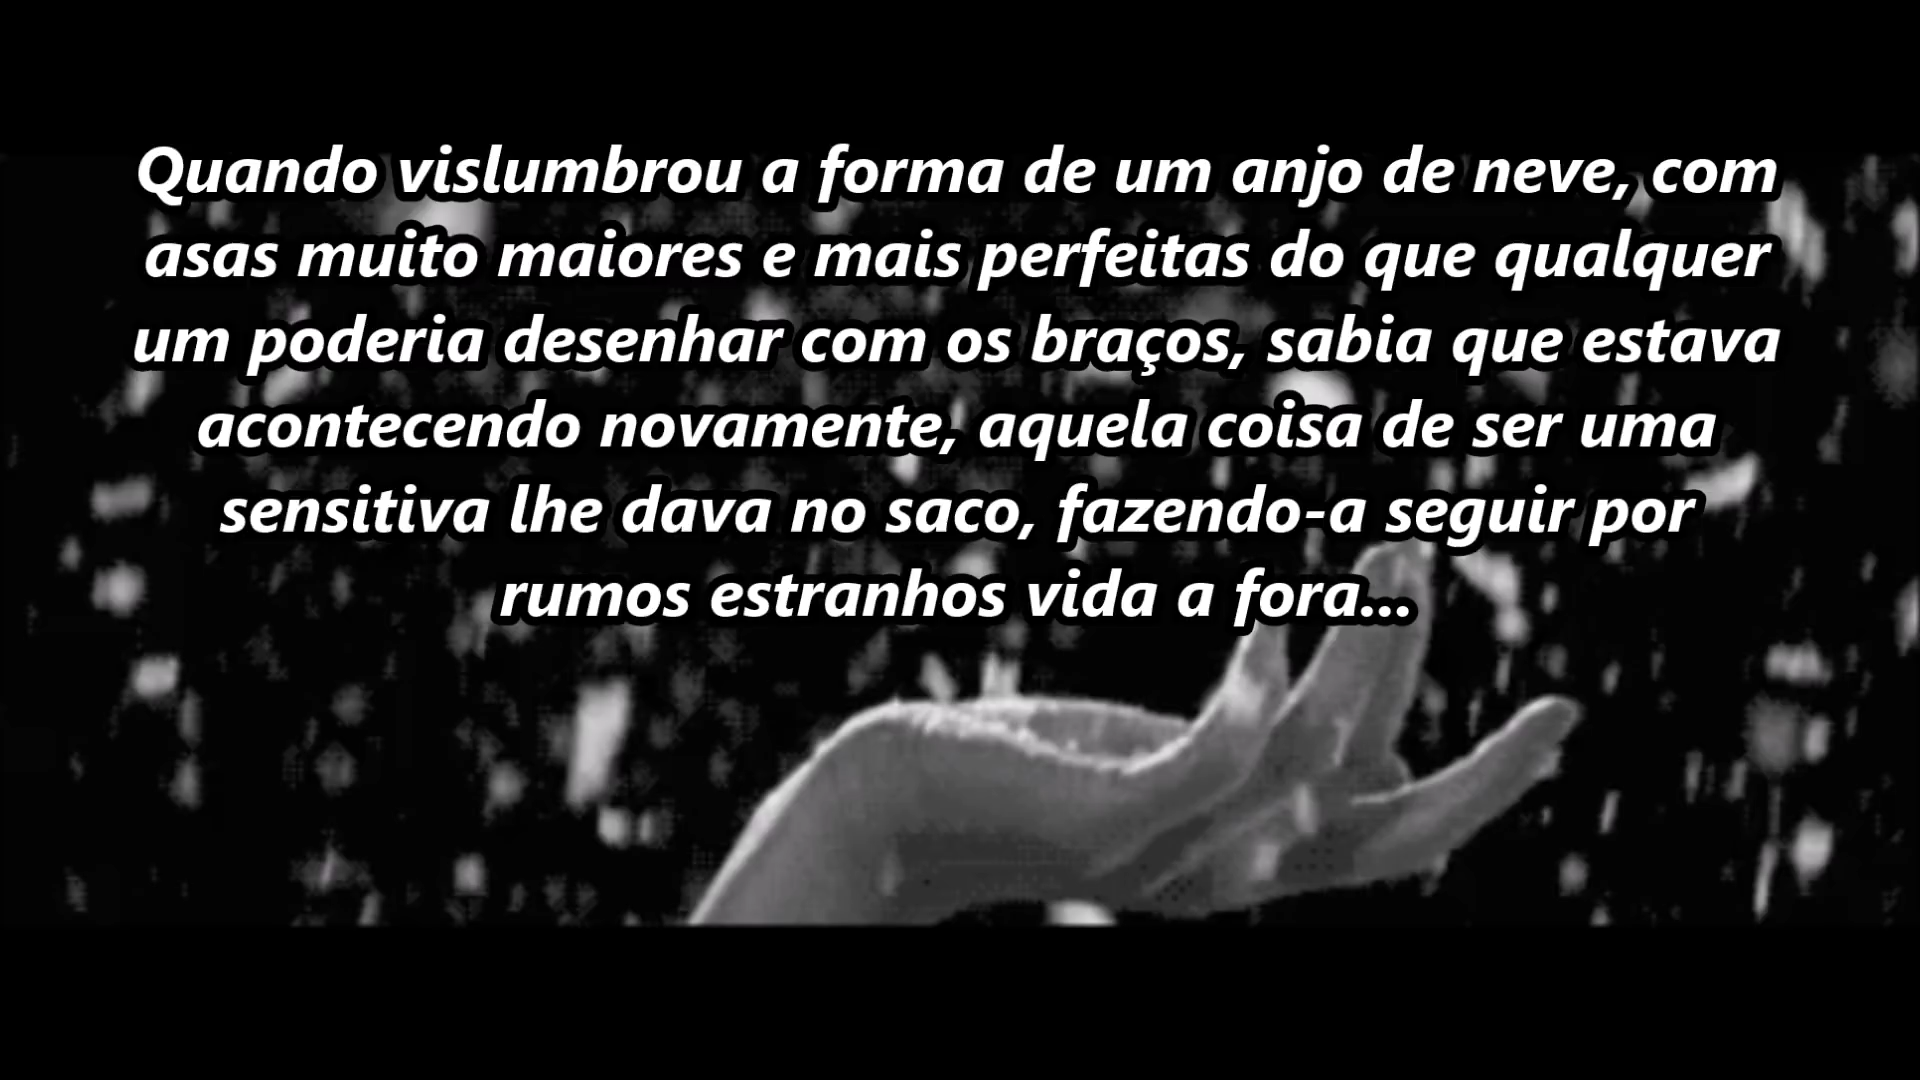 Quando vislumbrou a forma de um anjo de neve, com
asas muito maiores e mais perfeitas do que qualquer
um poderia desenhar com os braços, sabia que estava
acontecendo novamente, aquela coisa de ser uma
sensitiva lhe dava no saco, fazendo-a seguir por
rumos estranhos vida a fora...